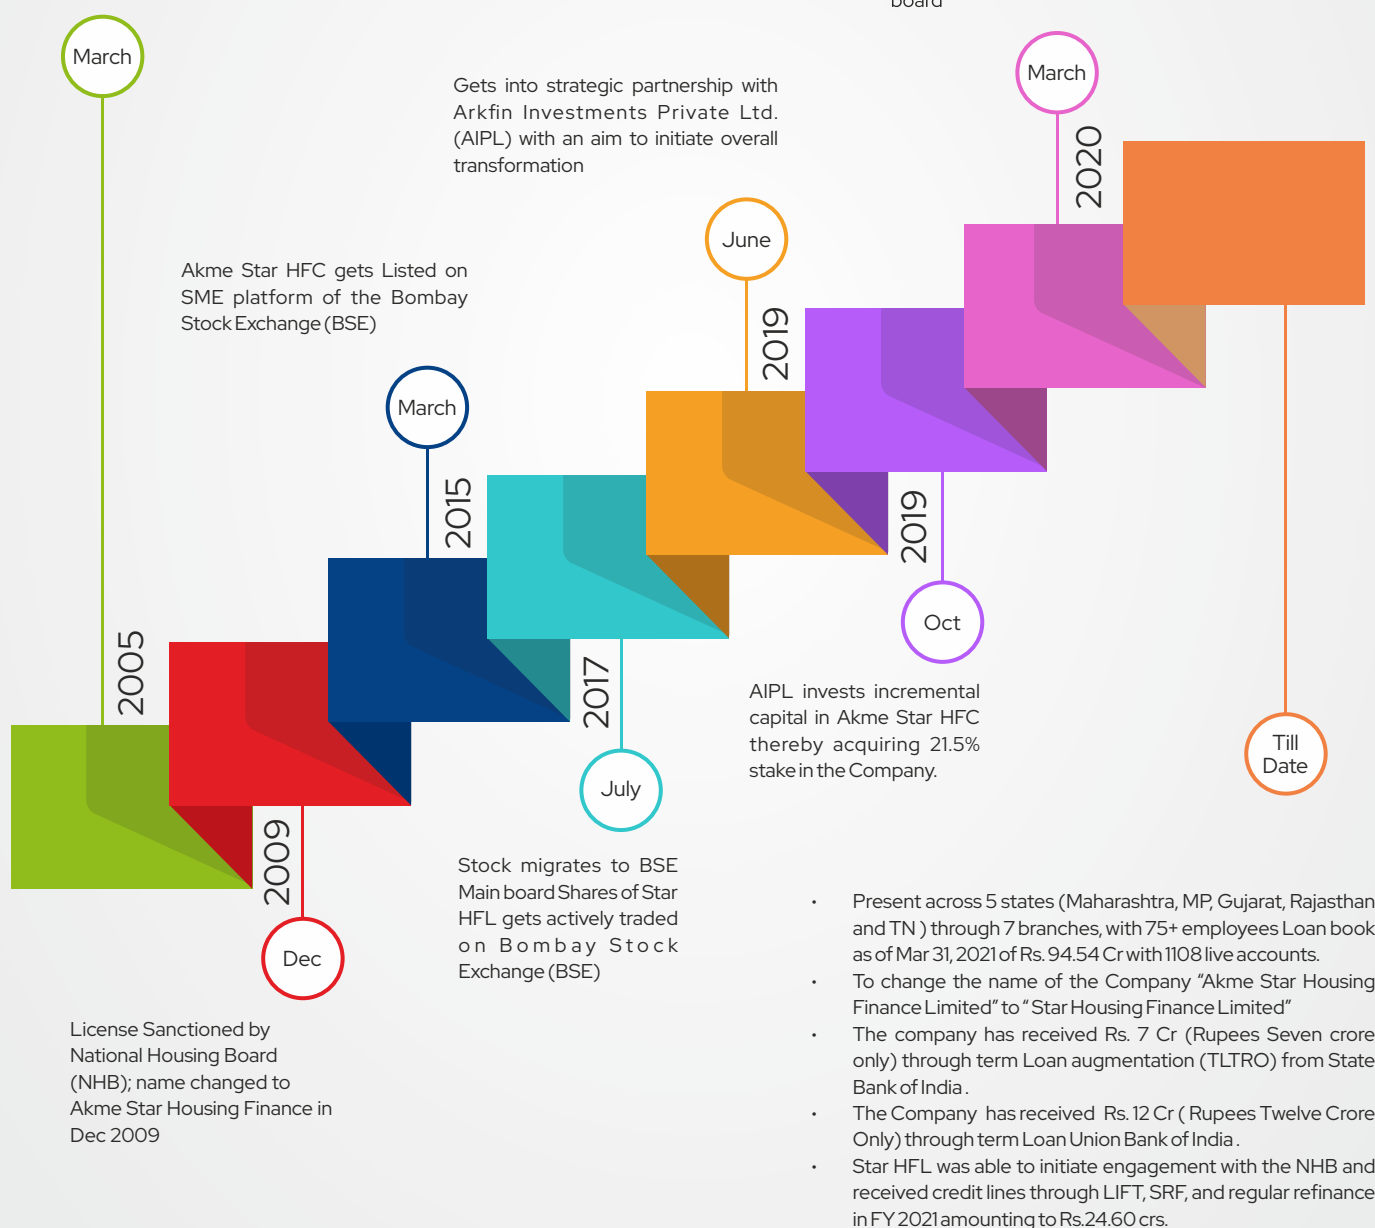 board
March
Gets into strategic partnership with
Arkfin Investments Private Ltd.
(AIPL) with an aim to initiate overall
transformation
March
2020
June
2019
Akme Star HFC gets Listed on
SME platform of the Bombay
Stock Exchange (BSE)
March
2015
2019
Oct
AIPL invests incremental
capital in Akme Star HFC
thereby acquiring 21.5%
stake in the Company.
2005
2017
July
Stock migrates to BSE
Main board Shares of Star
HFL gets actively traded
on Bombay Stock
Exchange (BSE)
2009
Dec
License Sanctioned by
National Housing Board
(NHB); name changed to
Akme Star Housing Finance in
Dec 2009
Till
Date
• Present across 5 states (Maharashtra, MP, Gujarat, Rajasthan
and TN ) through 7 branches, with 75+ employees Loan book
as of Mar 31, 2021 of Rs. 94.54 Cr with 1108 live accounts.
• To change the name of the Company “Akme Star Housing
Finance Limited” to “ Star Housing Finance Limited”
• The company has received Rs. 7 Cr (Rupees Seven crore
only) through term Loan augmentation (TLTRO) from State
Bank of India .
• The Company has received Rs. 12 Cr ( Rupees Twelve Crore
Only) through term Loan Union Bank of India .
• Star HFL was able to initiate engagement with the NHB and
received credit lines through LIFT, SRF, and regular refinance
in FY 2021 amounting to Rs.24.60 crs.